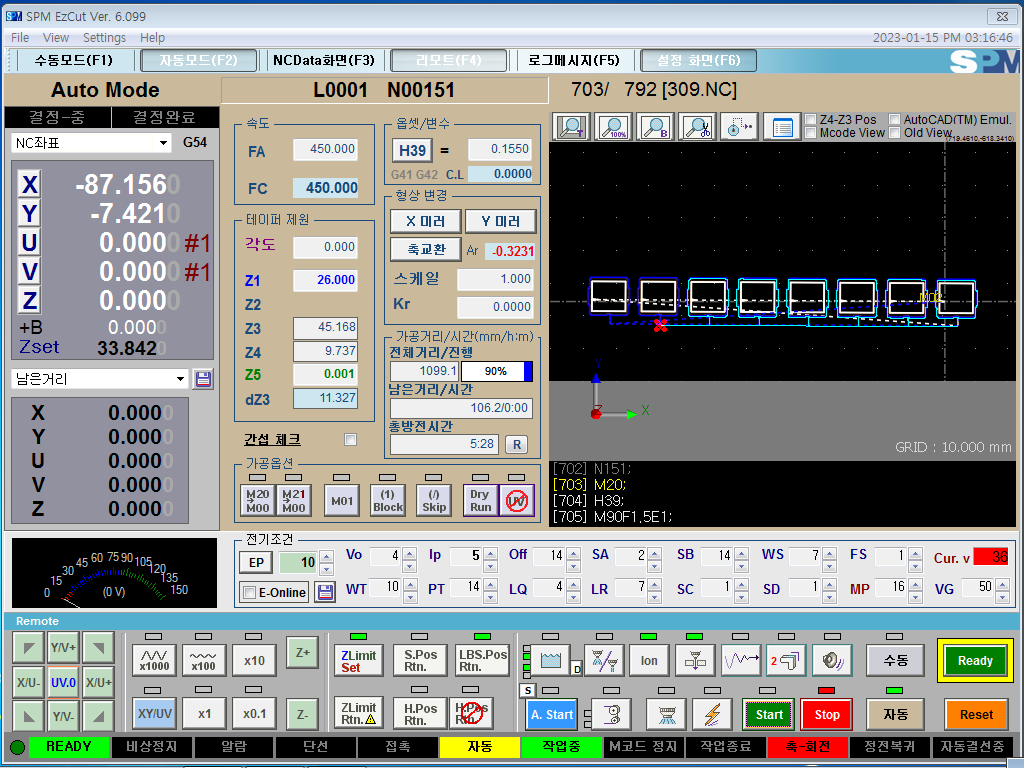 SPM EzCut Ver. 6.099
File View Settings Help
2023-01-15 PM 03:16:46
수동모드(F1) 자동모드(F2) NCData화면(F3) 리모트(F4) 로그메시지(F5) 설정 화면(F6)
SPM
Auto Mode
L0001 N00151
703/ 792 [309.NC]
결정-중 결정완료
NC좌표 G54
X -87.1560
Y -7.4210
U 0.0000 #1
V 0.0000 #1
Z 0.0000
+B 0.0000
Zset 33.8420
남은거리
X 0.0000
Y 0.0000
U 0.0000
V 0.0000
Z 0.0000
속도
FA 450.000
FC 450.000
테이퍼 제원
각도 0.000
Z1 26.000
Z2
Z3 45.168
Z4 9.737
Z5 0.001
dZ3 11.327
간섭 체크
옵셋/변수
H39 = 0.1550
G41 G42 C.L 0.0000
형상 변경
X 미러 Y 미러
축교환 Ar -0.3231
스케일 1.000
Kr 0.0000
가공거리/시간(mm/h:m)
전체거리/진행
1099.1 90%
남은거리/시간
106.2/0:00
총방전시간
5:28 R
가공옵션
M20 M00
M21 M00
M01
(1) Block
(/) Skip
Dry Run
UV
T 100% B
Z4-Z3 Pos AutoCAD(TM) Emul.
Mcode View Old View
M02
Y
Z X
GRID : 10.000 mm
[702] N151;
[703] M20;
[704] H39;
[705] M90F1.5E1;
0 15 30 45 60 75 90 105 120 135 150
(0 V)
전기조건
EP 10 Vo 4 Ip 5 Off 14 SA 2 SB 14 WS 7 FS 1 Cur. v 36
E-Online WT 10 PT 14 LQ 4 LR 7 SC 1 SD 1 MP 16 VG 50
Remote
Y/V+
X/U- UV.0 X/U+
Y/V-
x1000 x100 x10 Z+
XY/UV x1 x0.1 Z-
ZLimit Set S.Pos Rtn. LBS.Pos Rtn.
ZLimit Rtn. H.Pos Rtn. H.Pos Rtn.
D Ion 2 수동 Ready
S
A. Start Start Stop 자동 Reset
READY 비상정지 알람 단선 접촉 자동 작업중 M코드 정지 작업종료 축-회전 정전복귀 자동결선중